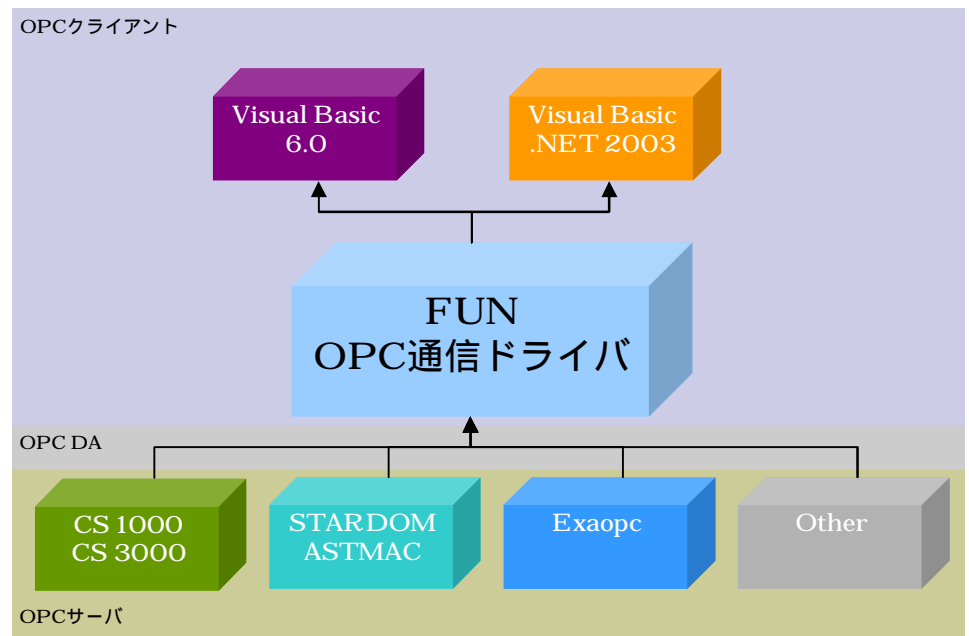 OPCクライアント
Visual Basic
6.0
Visual Basic
.NET 2003
FUN
OPC通信ドライバ
OPC DA
CS 1000
CS 3000
STARDOM
ASTMAC
Exaopc
Other
OPCサーバ